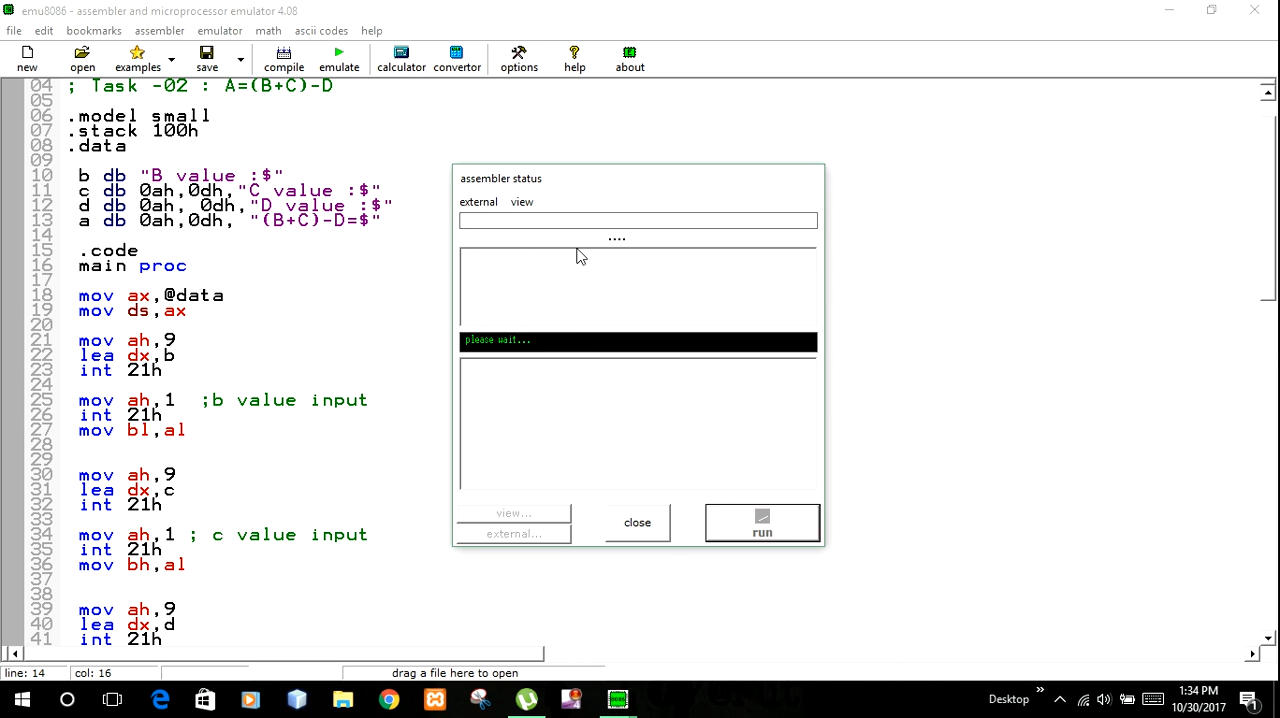 emu8086 - assembler and microprocessor emulator 4.08
file edit bookmarks assembler emulator math ascii codes help
new open examples save compile emulate calculator convertor options help about
04 ; Task -02 : A=(B+C)-D
05
06 .model small
07 .stack 100h
08 .data
09
10 b db "B value :$"
11 c db 0ah,0dh,"C value :$"
12 d db 0ah, 0dh,"D value :$"
13 a db 0ah,0dh, "(B+C)-D=$"
14
15 .code
16 main proc
17
18 mov ax,@data
19 mov ds,ax
20
21 mov ah,9
22 lea dx,b
23 int 21h
24
25 mov ah,1 ;b value input
26 int 21h
27 mov bl,al
28
29
30 mov ah,9
31 lea dx,c
32 int 21h
33
34 mov ah,1 ; c value input
35 int 21h
36 mov bh,al
37
38
39 mov ah,9
40 lea dx,d
41 int 21h
assembler status
external view
....
please wait...
view...
external...
close
run
line: 14 col: 16 drag a file here to open
Desktop
1:34 PM
10/30/2017
1